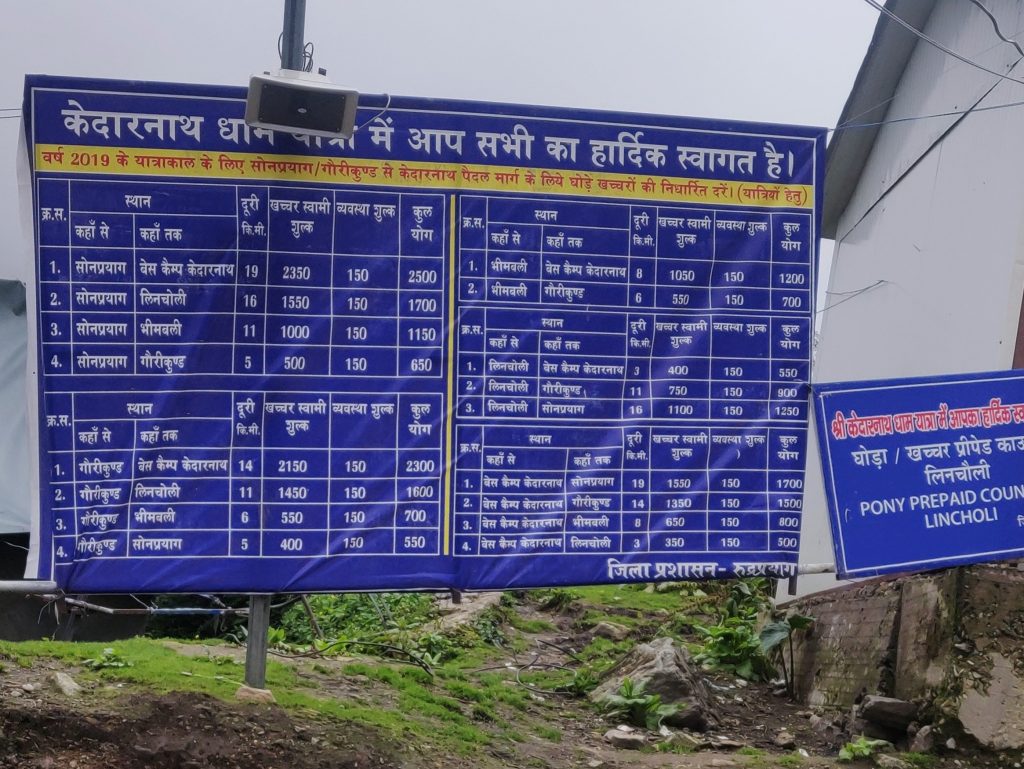 केदारनाथ धाम यात्रा में आप सभी का हार्दिक स्वागत है।
वर्ष 2019 के यात्राकाल के लिए सोनप्रयाग/गौरीकुण्ड से केदारनाथ पैदल मार्ग के लिये घोड़े खच्चरों की निर्धारित दरें। (यात्रियों हेतु)
क्र.स. स्थान दूरी कि.मी. खच्चर स्वामी शुल्क व्यवस्था शुल्क कुल योग
कहाँ से कहाँ तक
1. सोनप्रयाग बेस कैम्प केदारनाथ 19 2350 150 2500
2. सोनप्रयाग लिनचोली 16 1550 150 1700
3. सोनप्रयाग भीमबली 11 1000 150 1150
4. सोनप्रयाग गौरीकुण्ड 5 500 150 650
क्र.स. स्थान दूरी कि.मी. खच्चर स्वामी शुल्क व्यवस्था शुल्क कुल योग
कहाँ से कहाँ तक
1. गौरीकुण्ड बेस कैम्प केदारनाथ 14 2150 150 2300
2. गौरीकुण्ड लिनचोली 11 1450 150 1600
3. गौरीकुण्ड भीमबली 6 550 150 700
4. गौरीकुण्ड सोनप्रयाग 5 400 150 550
क्र.स. स्थान दूरी कि.मी. खच्चर स्वामी शुल्क व्यवस्था शुल्क कुल योग
कहाँ से कहाँ तक
1. भीमबली बेस कैम्प केदारनाथ 8 1050 150 1200
2. भीमबली गौरीकुण्ड 6 550 150 700
क्र.स. स्थान दूरी कि.मी. खच्चर स्वामी शुल्क व्यवस्था शुल्क कुल योग
कहाँ से कहाँ तक
1. लिनचोली बेस कैम्प केदारनाथ 3 400 150 550
2. लिनचोली गौरीकुण्ड 11 750 150 900
3. लिनचोली सोनप्रयाग 16 1100 150 1250
क्र.स. स्थान दूरी कि.मी. खच्चर स्वामी शुल्क व्यवस्था शुल्क कुल योग
कहाँ से कहाँ तक
1. बेस कैम्प केदारनाथ सोनप्रयाग 19 1550 150 1700
2. बेस कैम्प केदारनाथ गौरीकुण्ड 14 1350 150 1500
3. बेस कैम्प केदारनाथ भीमबली 8 650 150 800
4. बेस कैम्प केदारनाथ लिनचोली 3 350 150 500
जिला प्रशासन- रुद्रप्रयाग
श्री केदारनाथ धाम यात्रा में आपका हार्दिक स्व
घोड़ा / खच्चर प्रीपेड काउ
लिनचौली
PONY PREPAID COUN
LINCHOLI